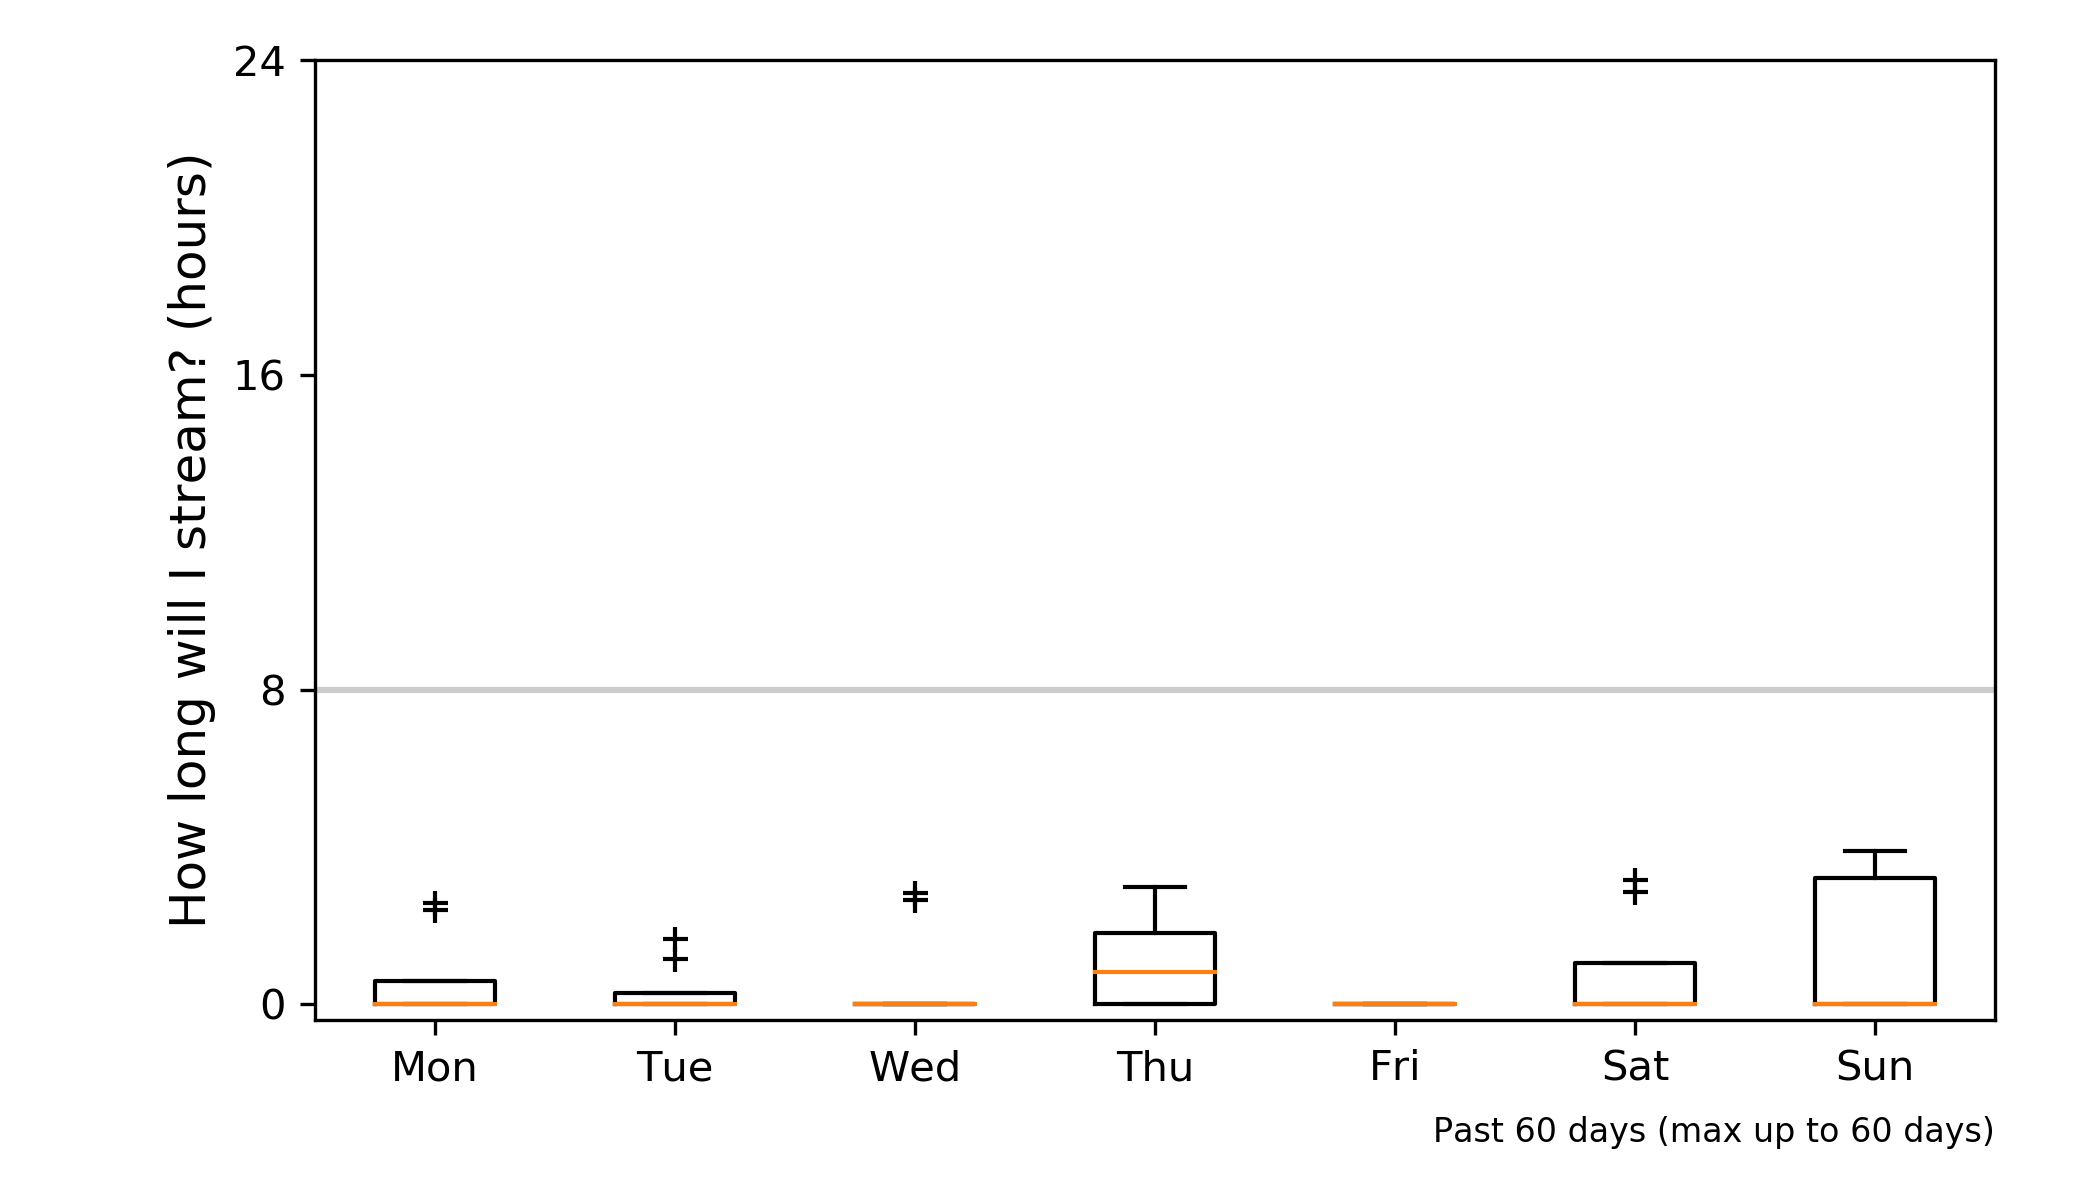 How long will I stream? (hours)
24
16
8
0
Mon Tue Wed Thu Fri Sat Sun
Past 60 days (max up to 60 days)